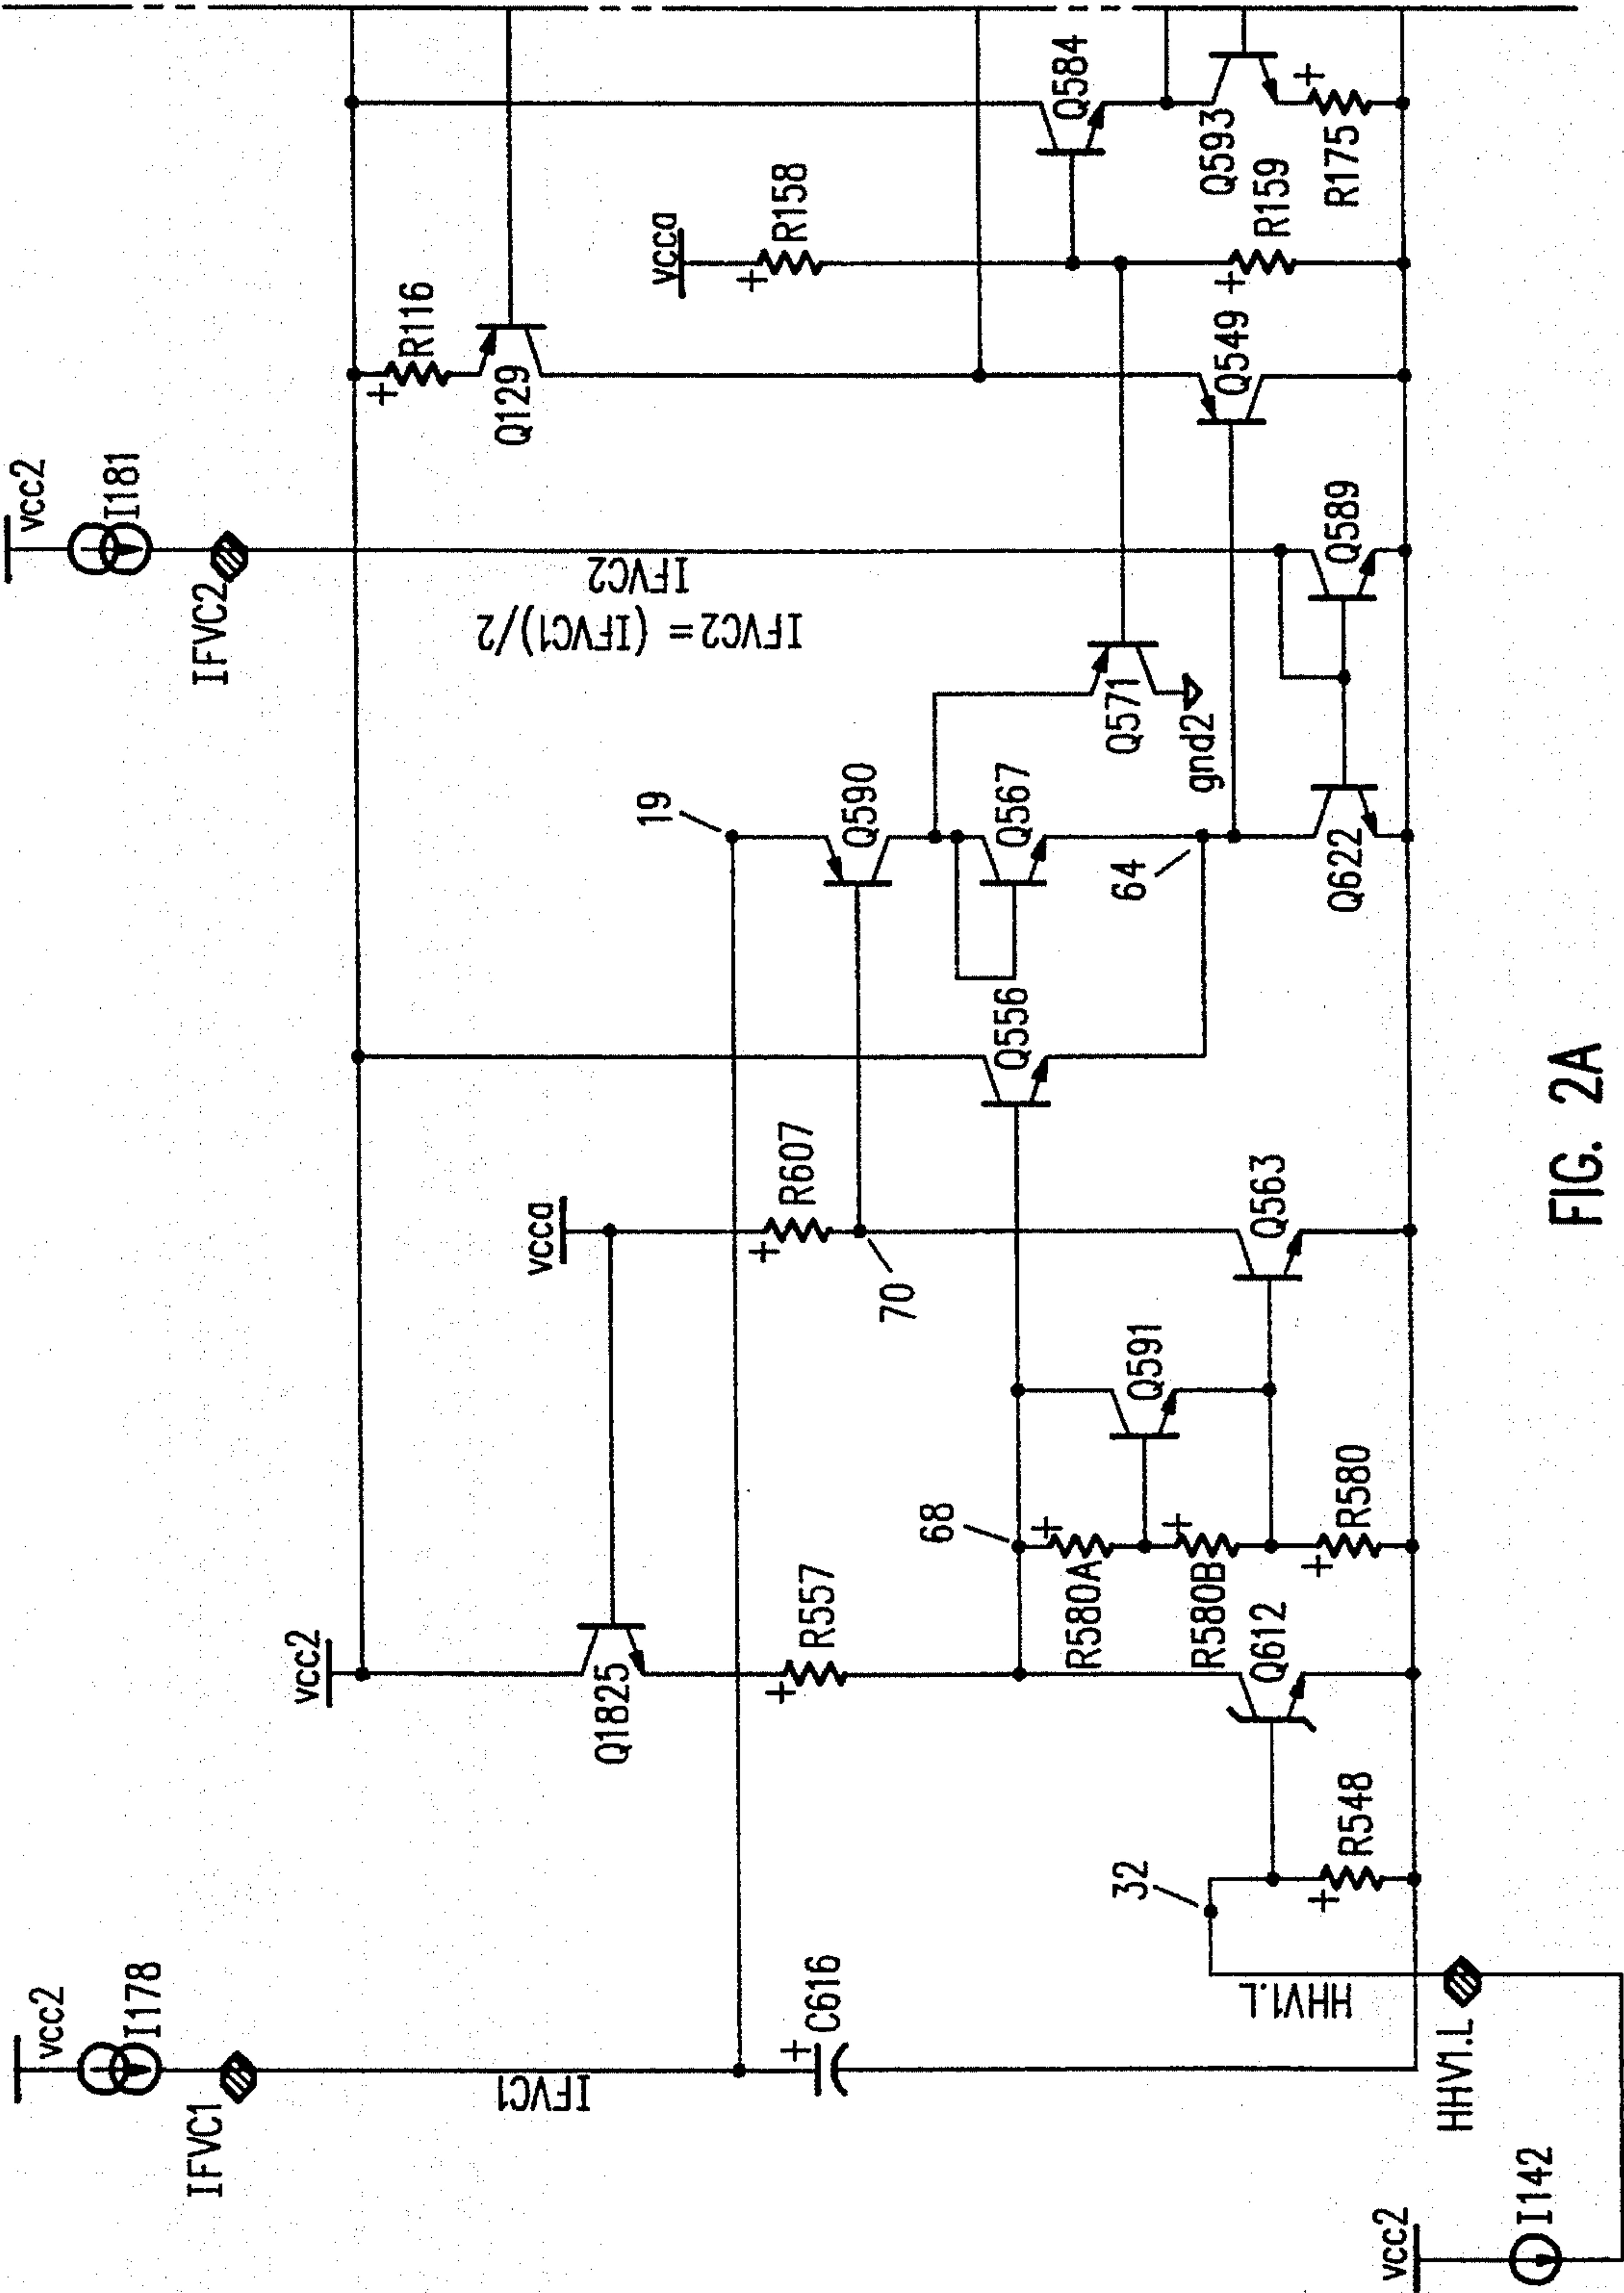 vcc2
I178
IFVC1
IFVC1
C616
vcc2
I142
HHV1.L
HHV1.L
32
R548
vcc2
Q1825
R557
Q612
68
R580A
R580B
R580
Q591
vcca
R607
70
Q563
Q556
19
Q590
Q567
64
Q622
Q571
gnd2
vcc2
I181
IFVC2
IFVC2
IFVC2 = (IFVC1)/2
Q589
R116
Q129
Q549
vcca
R158
R159
Q584
Q593
R175
FIG. 2A